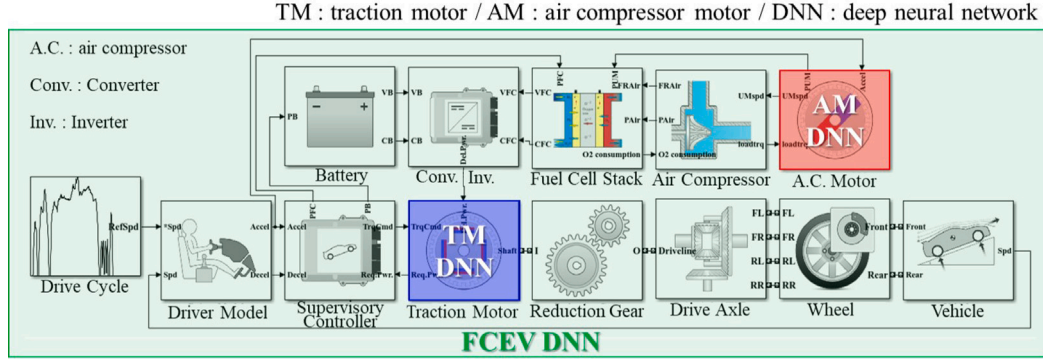 TM : traction motor / AM : air compressor motor / DNN : deep neural network
A.C. : air compressor
Conv. : Converter
Inv. : Inverter
PB
VB VB
CB CB
Battery
VFC VFC
CFC CFC
Del.Pwr.
Conv. Inv.
PFC PUM
FRAir FRAir
PAir PAir
O2 consumption O2 consumption
Fuel Cell Stack
UMspd UMspd
loadtrq loadtrq
Air Compressor
PUM Accel
AM
DNN
A.C. Motor
RefSpd
Drive Cycle
*Spd
Spd
Accel Accel
Decel Decel
Driver Model
PFC PB
TrqCmd TrqCmd
Req.Pwr. Req.Pwr.
Supervisory
Controller
TM
DNN
Shaft I
Traction Motor
O Driveline
Reduction Gear
FL FL
FR FR
RL RL
RR RR
Drive Axle
Front Front
Rear Rear
Wheel
Spd
Vehicle
FCEV DNN